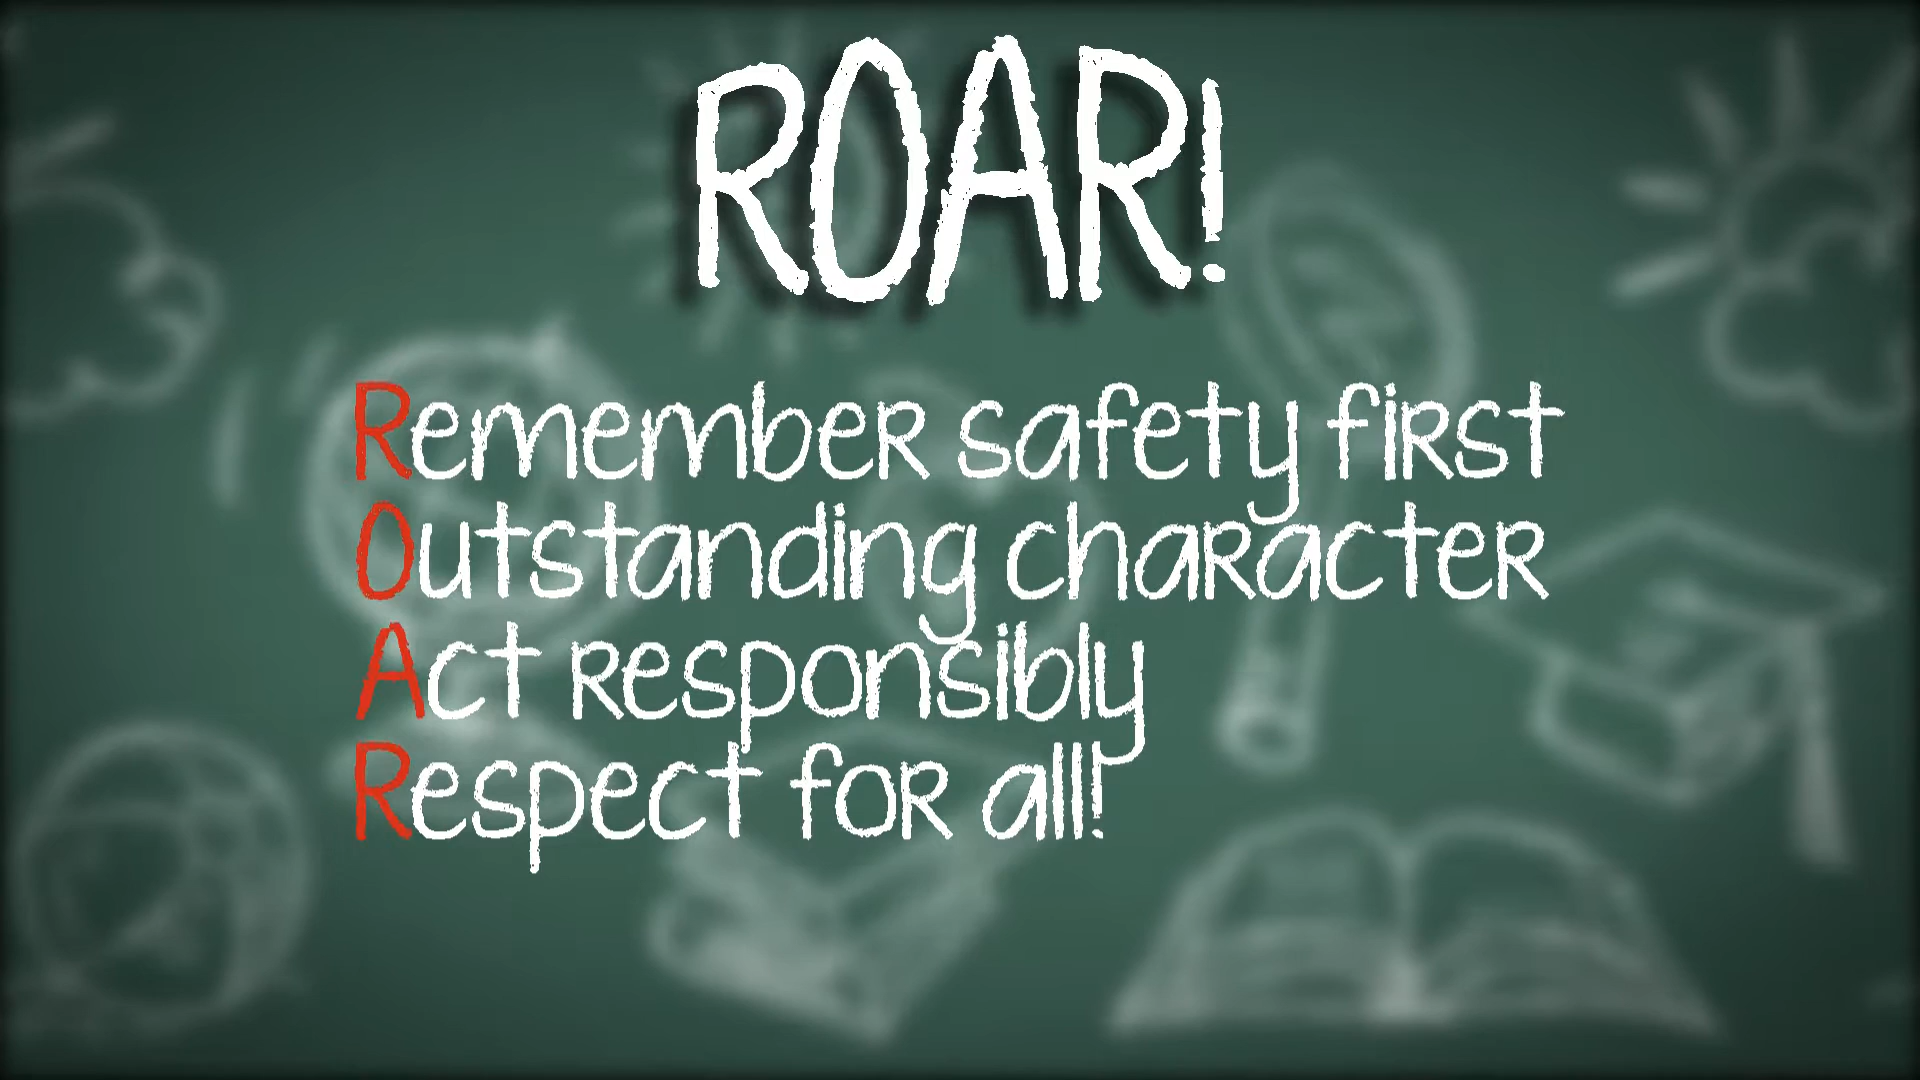 ROAR!
Remember safety first
Outstanding character
Act responsibly
Respect for all!